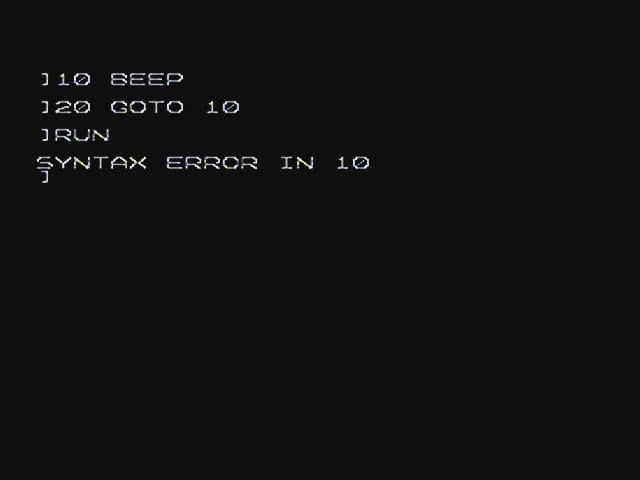 ]10 BEEP
]20 GOTO 10
]RUN
SYNTAX ERROR IN 10
]